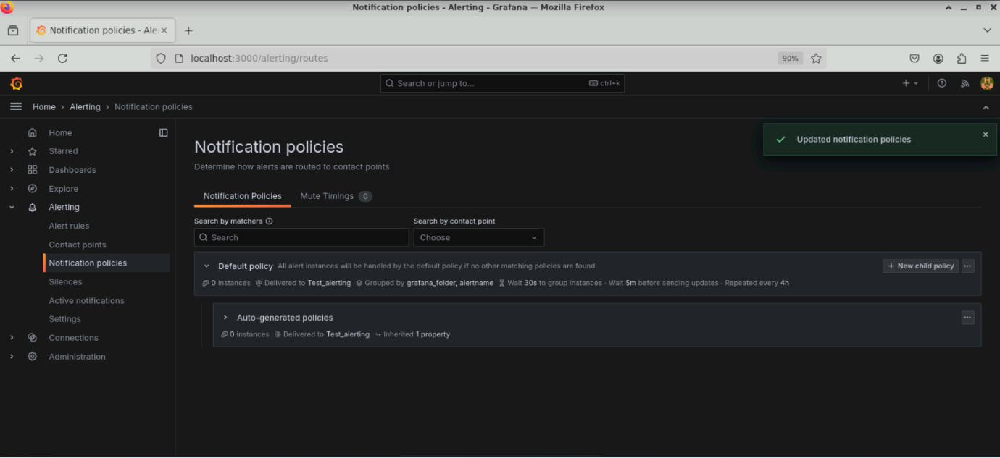 Notification policies - Alerting - Grafana — Mozilla Firefox
Notification policies - Ale
localhost:3000/alerting/routes
90%
Search or jump to...
ctrl+k
Home › Alerting › Notification policies
Home
Starred
Dashboards
Explore
Alerting
Alert rules
Contact points
Notification policies
Silences
Active notifications
Settings
Connections
Administration
Notification policies
Determine how alerts are routed to contact points
Updated notification policies
Notification Policies
Mute Timings 0
Search by matchers
Search by contact point
Search
Choose
Default policy All alert instances will be handled by the default policy if no other matching policies are found.
+ New child policy
0 instances Delivered to Test_alerting Grouped by grafana_folder, alertname Wait 30s to group instances · Wait 5m before sending updates · Repeated every 4h
Auto-generated policies
0 instances Delivered to Test_alerting Inherited 1 property